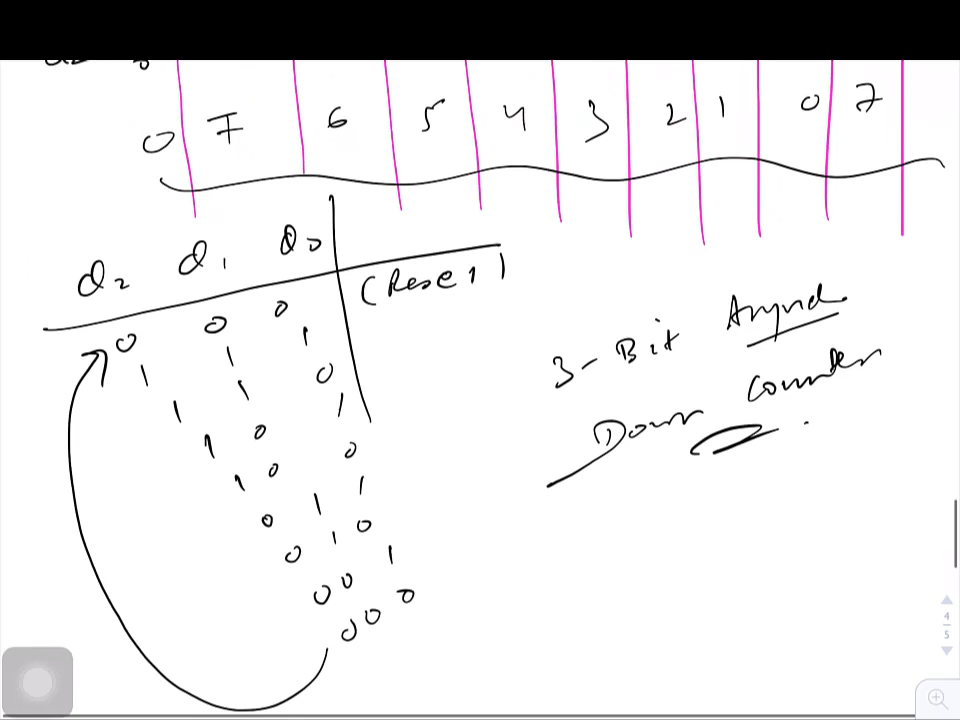 0 7 6 5 4 3 2 1 0 7
Q2 Q1 Q0
(Reset)
0 0 0
1 1 1
1 1 0
1 0 1
1 0 0
0 1 1
0 1 0
0 0 1
0 0 0
3-Bit Async
Down Counter
4
5